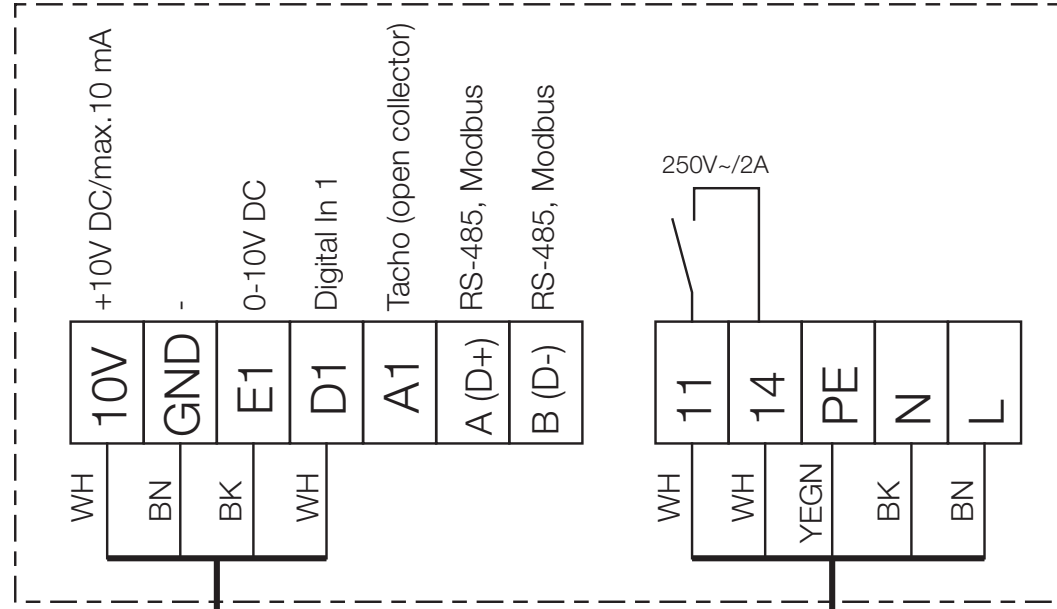 +10V DC/max.10 mA
-
0-10V DC
Digital In 1
Tacho (open collector)
RS-485, Modbus
RS-485, Modbus
250V~/2A
10V
GND
E1
D1
A1
A (D+)
B (D-)
11
14
PE
N
L
WH
BN
BK
WH
WH
WH
YEGN
BK
BN